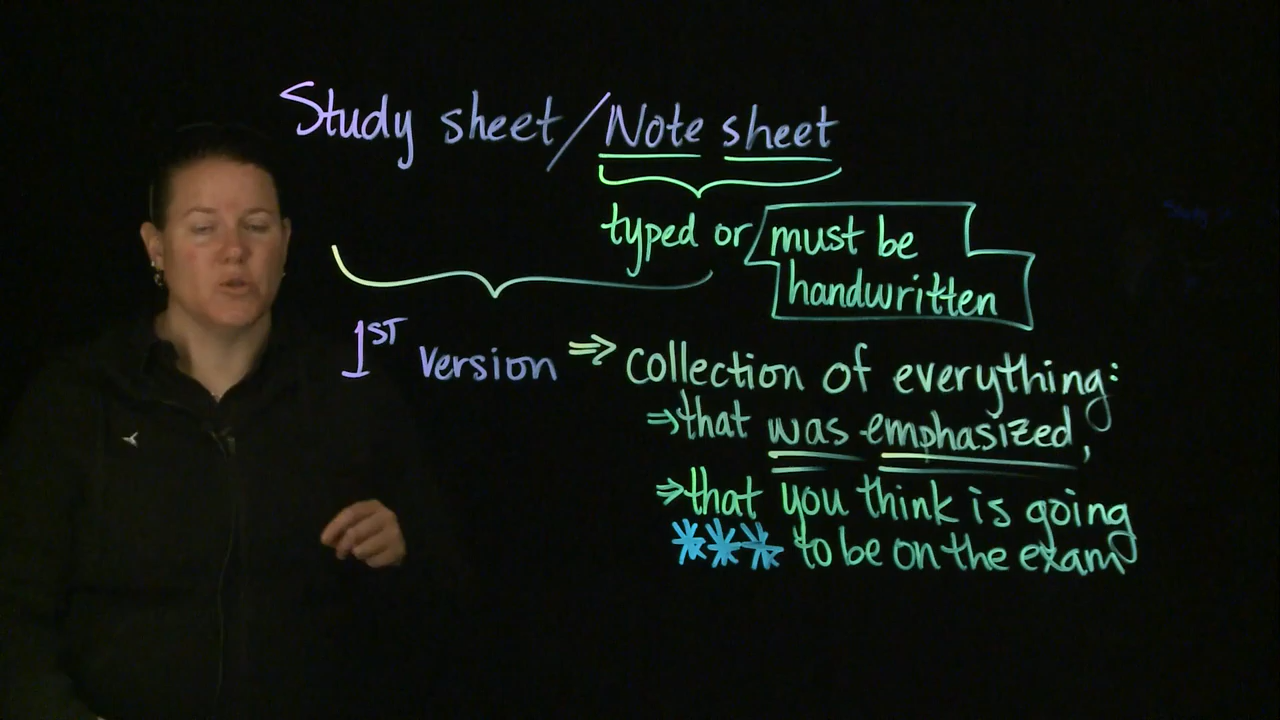 Study sheet/Note sheet
typed or must be
handwritten
1ST version ⇒ collection of everything:
⇒that was emphasized,
⇒that you think is going
*** to be on the exam